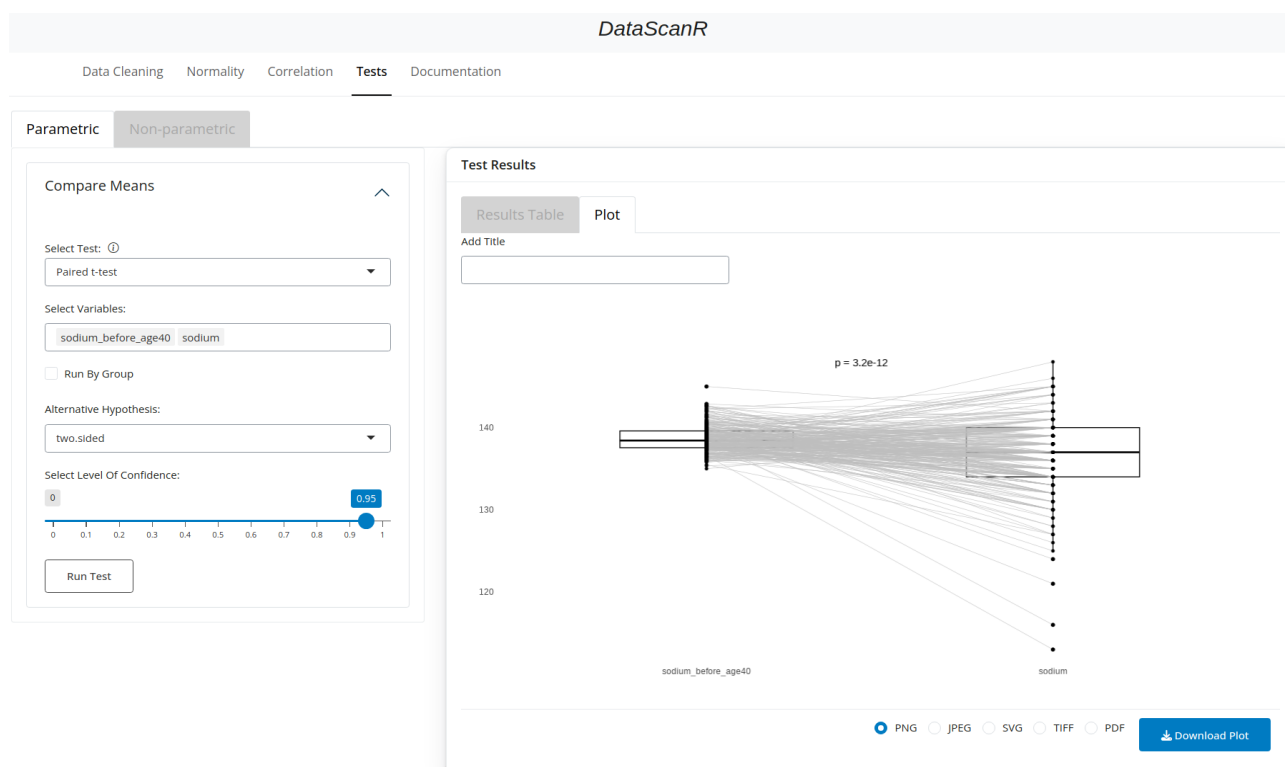 DataScanR
Data Cleaning Normality Correlation Tests Documentation
Parametric Non-parametric
Compare Means
Select Test:
Paired t-test
Select Variables:
sodium_before_age40 sodium
Run By Group
Alternative Hypothesis:
two.sided
Select Level Of Confidence:
0 0.95
0 0.1 0.2 0.3 0.4 0.5 0.6 0.7 0.8 0.9 1
Run Test
Test Results
Results Table Plot
Add Title
p = 3.2e-12
140
130
120
sodium_before_age40 sodium
PNG JPEG SVG TIFF PDF Download Plot